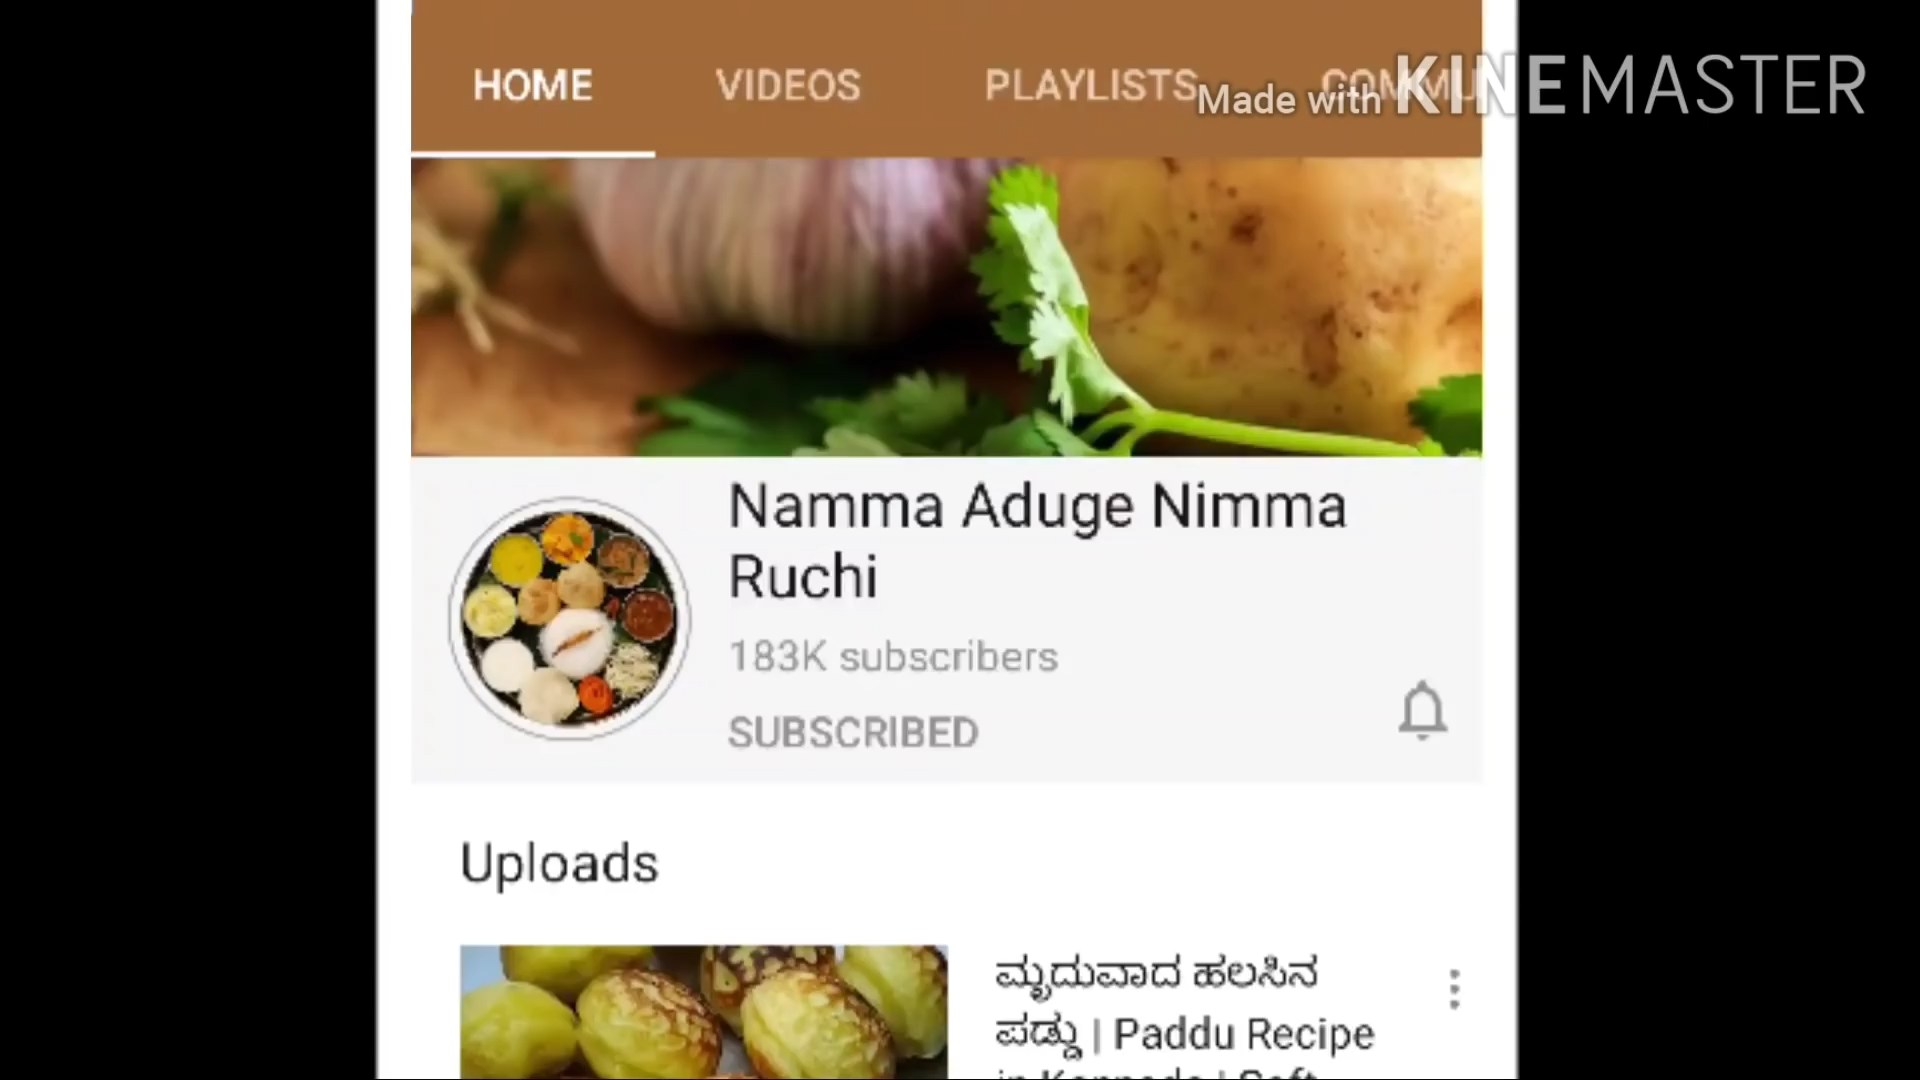 HOME VIDEOS PLAYLISTS
Made with KINEMASTER
Namma Aduge Nimma
Ruchi
183K subscribers
SUBSCRIBED
Uploads
ಮೃದುವಾದ ಹಲಸಿನ
ಪಡ್ಡು | Paddu Recipe